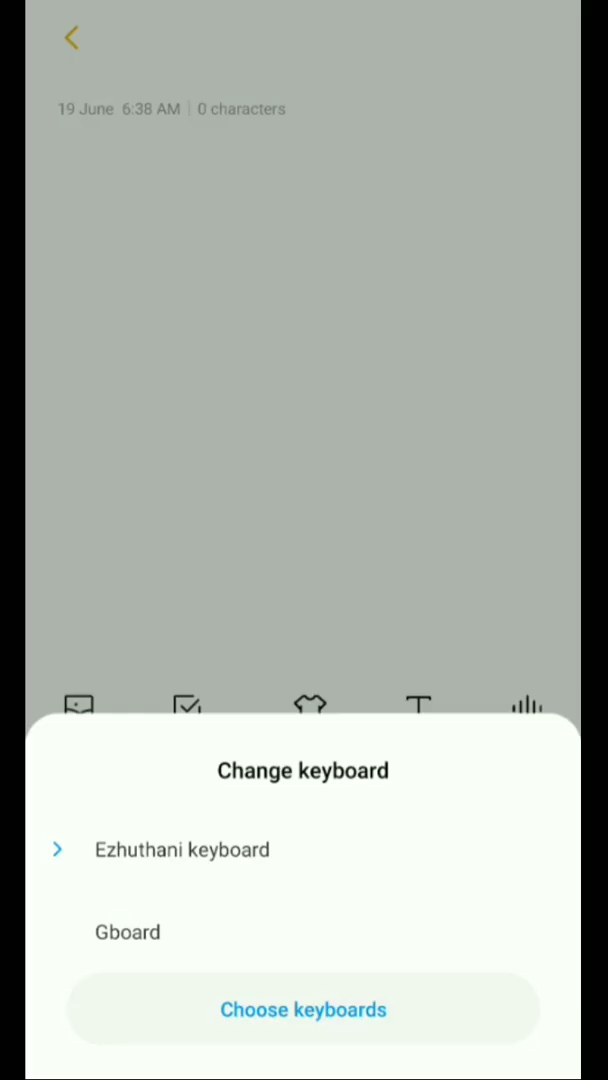 19 June 6:38 AM | 0 characters
Change keyboard
Ezhuthani keyboard
Gboard
Choose keyboards